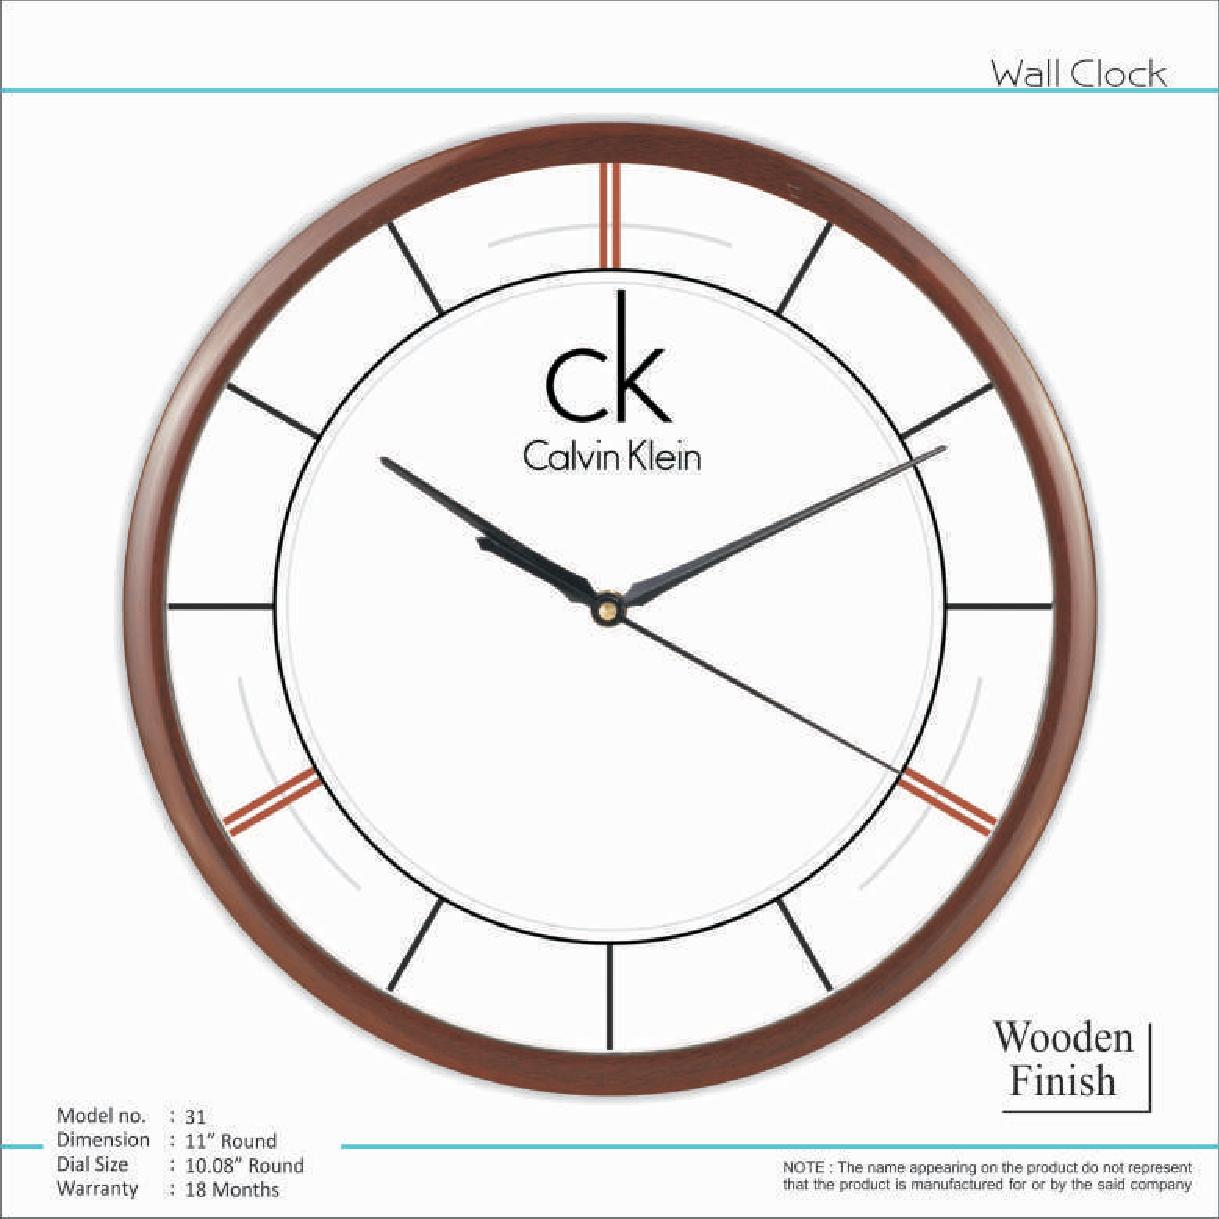 Wall Clock
ck
Calvin Klein
Wooden
Finish
Model no. : 31
Dimension : 11” Round
Dial Size : 10.08” Round
Warranty : 18 Months
NOTE : The name appearing on the product do not represent
that the product is manufactured for or by the said company